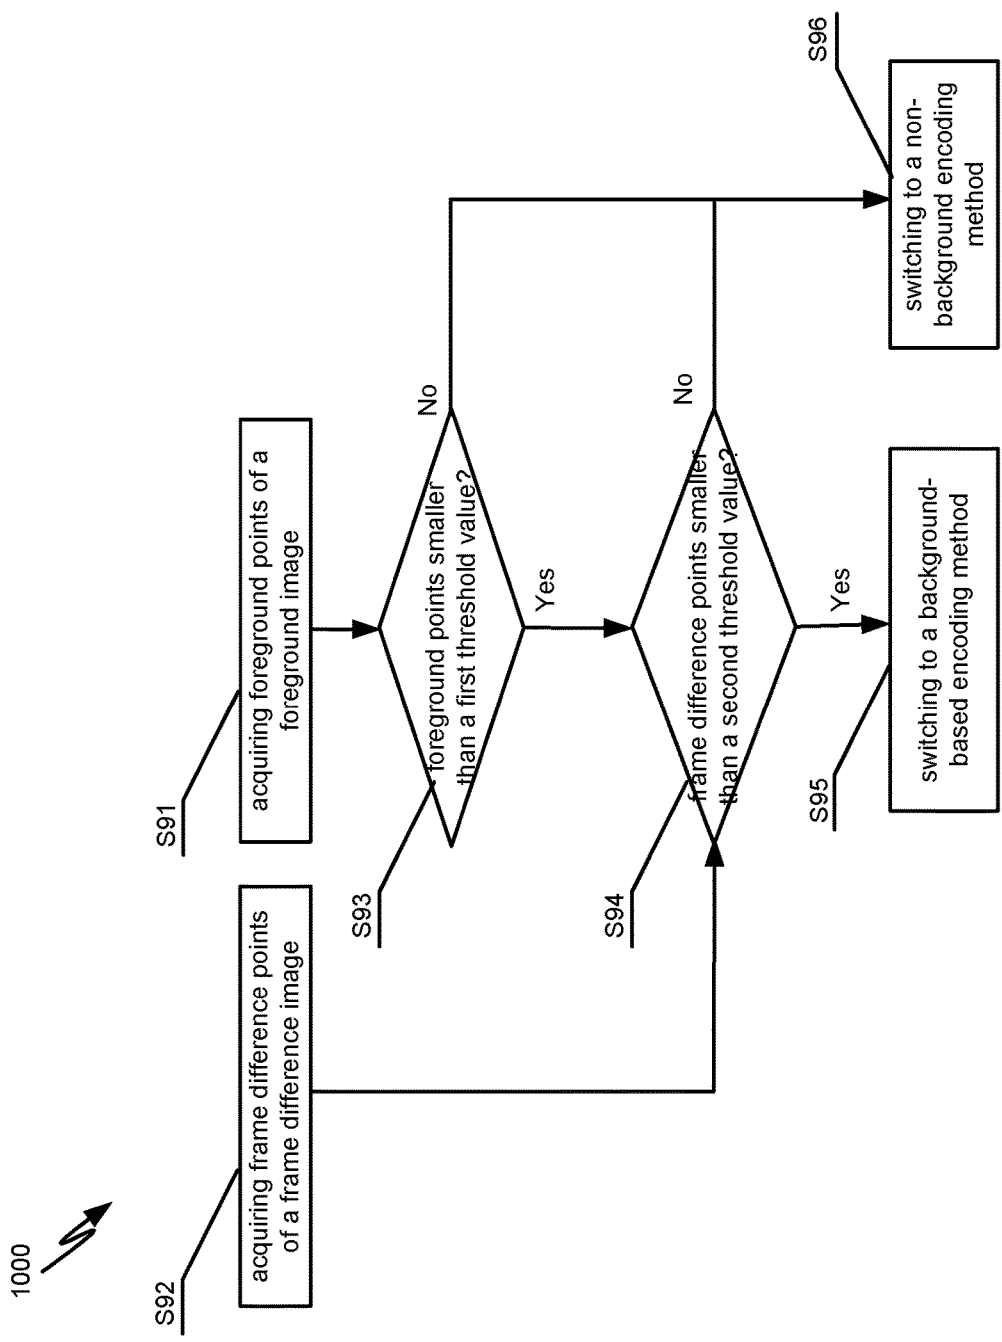 1000
S92
acquiring frame difference points
of a frame difference image
S91
acquiring foreground points of a
foreground image
S93
foreground points smaller
than a first threshold value?
No
Yes
S94
frame difference points smaller
than a second threshold value?
No
Yes
S95
switching to a background-
based encoding method
S96
switching to a non-
background encoding
method